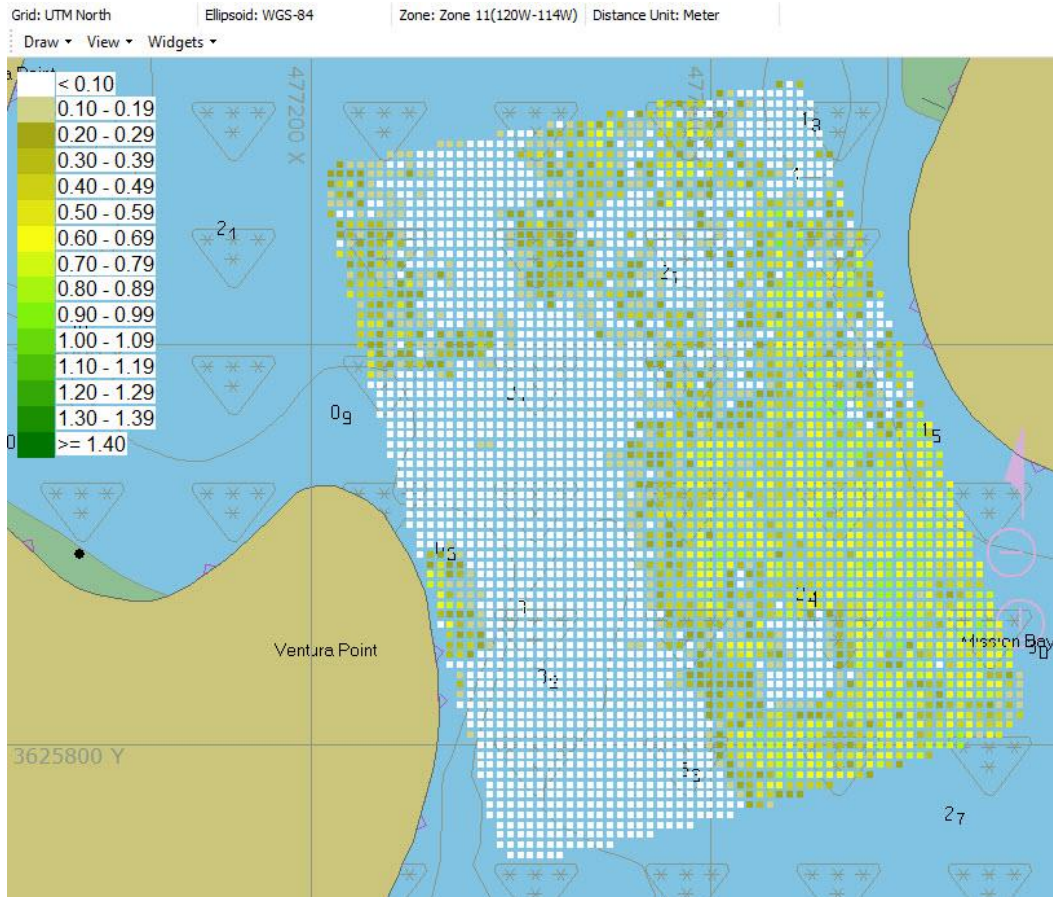 Grid: UTM North Ellipsoid: WGS-84 Zone: Zone 11(120W-114W) Distance Unit: Meter
Draw View Widgets
< 0.10
0.10 - 0.19
0.20 - 0.29
0.30 - 0.39
0.40 - 0.49
0.50 - 0.59
0.60 - 0.69
0.70 - 0.79
0.80 - 0.89
0.90 - 0.99
1.00 - 1.09
1.10 - 1.19
1.20 - 1.29
1.30 - 1.39
>= 1.40
477200 X
2₁
0₉
Ventura Point
Mission Bay
3625800 Y
2₇